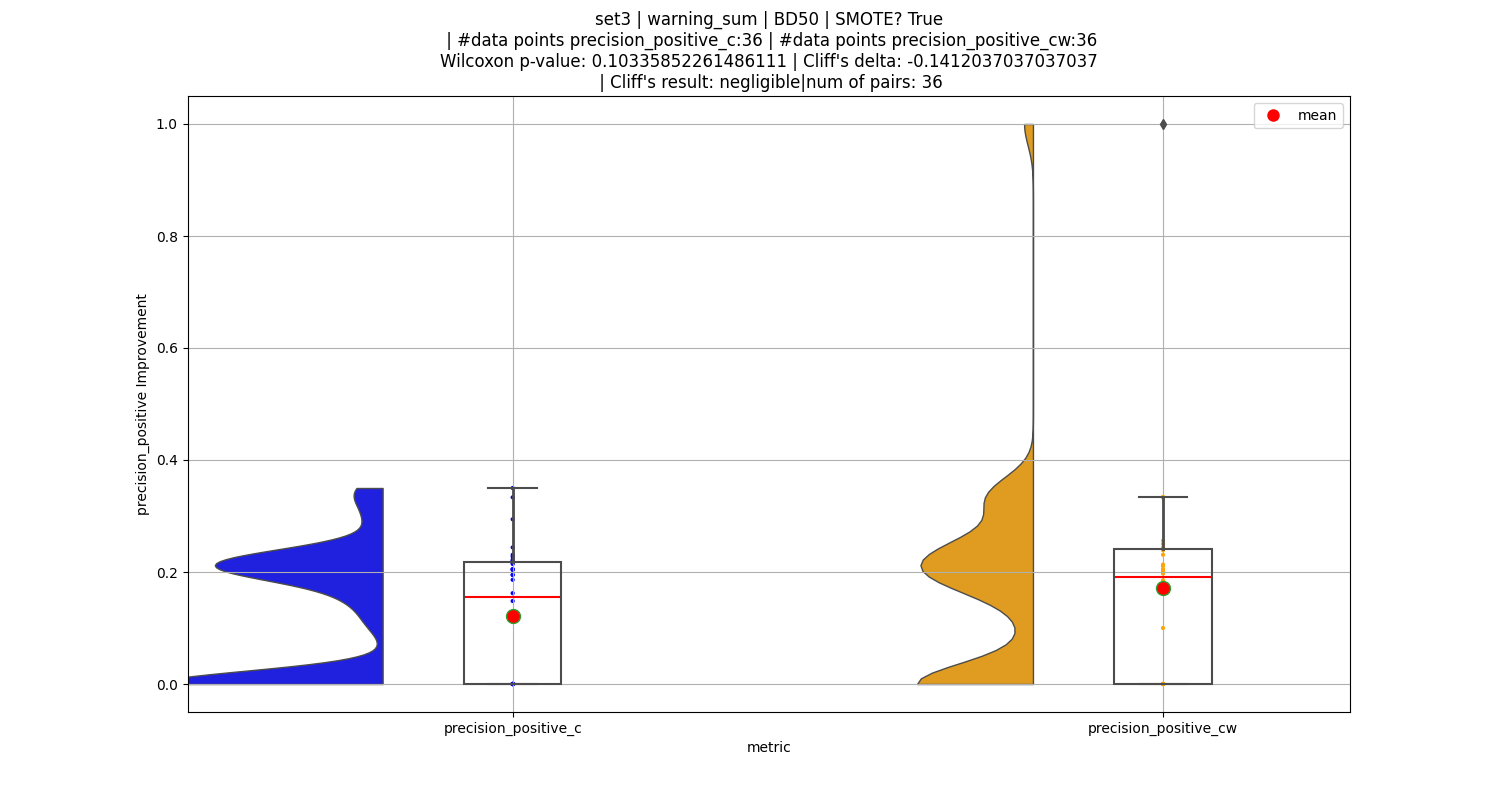 set3 | warning_sum | BD50 | SMOTE? True
| #data points precision_positive_c:36 | #data points precision_positive_cw:36
Wilcoxon p-value: 0.10335852261486111 | Cliff's delta: -0.1412037037037037
| Cliff's result: negligible|num of pairs: 36
mean
1.0
0.8
0.6
0.4
0.2
0.0
precision_positive Improvement
precision_positive_c
precision_positive_cw
metric